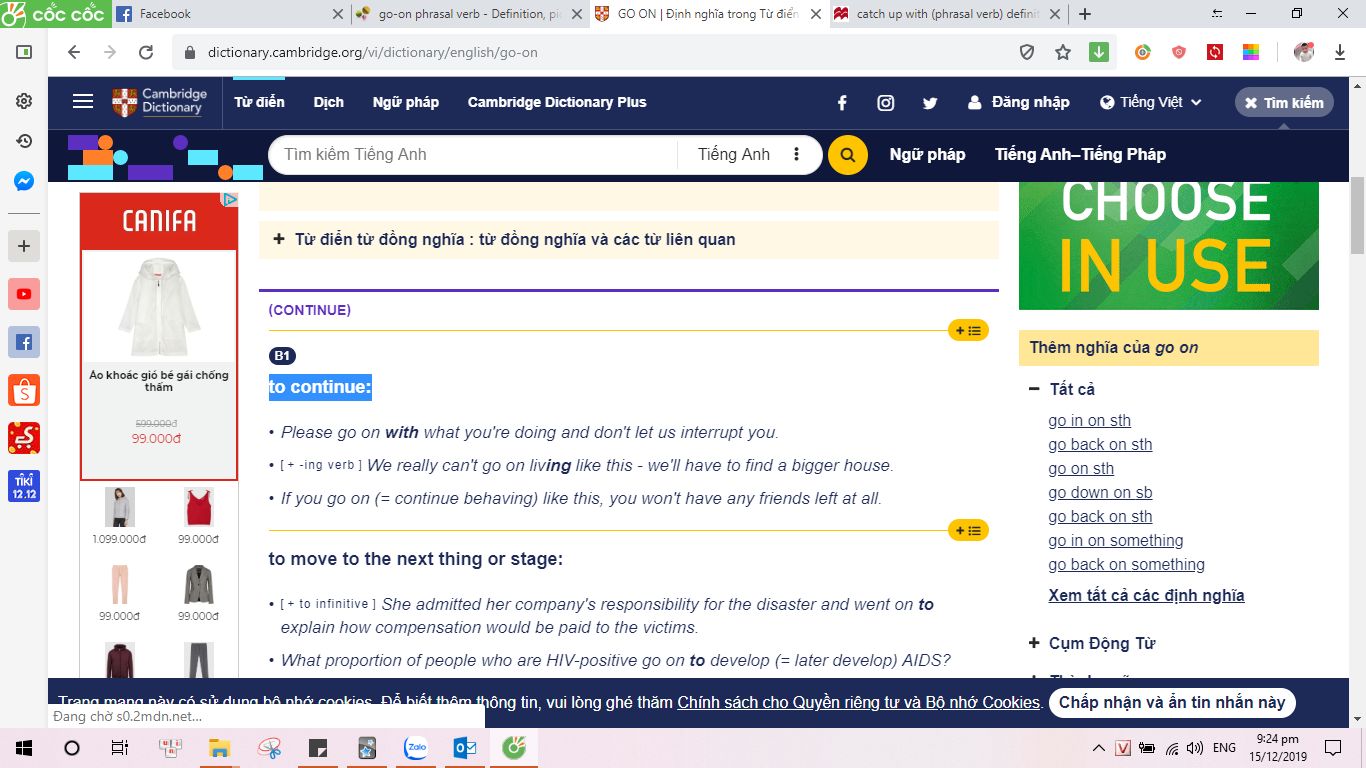 cốc cốc
Facebook
go-on phrasal verb - Definition, pi
GO ON | Định nghĩa trong Từ điển
catch up with (phrasal verb) definit
dictionary.cambridge.org/vi/dictionary/english/go-on
Cambridge
Dictionary
Từ điển
Dịch
Ngữ pháp
Cambridge Dictionary Plus
Đăng nhập
Tiếng Việt
Tìm kiếm
Tìm kiếm Tiếng Anh
Tiếng Anh
Ngữ pháp
Tiếng Anh–Tiếng Pháp
CANIFA
Áo khoác gió bé gái chống
thấm
599.000đ
99.000đ
1.099.000đ
99.000đ
99.000đ
99.000đ
Từ điển từ đồng nghĩa : từ đồng nghĩa và các từ liên quan
(CONTINUE)
B1
to continue:
• Please go on with what you're doing and don't let us interrupt you.
• [ + -ing verb ] We really can't go on living like this - we'll have to find a bigger house.
• If you go on (= continue behaving) like this, you won't have any friends left at all.
to move to the next thing or stage:
• [ + to infinitive ] She admitted her company's responsibility for the disaster and went on to
explain how compensation would be paid to the victims.
• What proportion of people who are HIV-positive go on to develop (= later develop) AIDS?
CHOOSE
IN USE
Thêm nghĩa của go on
Tất cả
go in on sth
go back on sth
go on sth
go down on sb
go back on sth
go in on something
go back on something
Xem tất cả các định nghĩa
Cụm Động Từ
Trang mạng này có sử dụng bộ nhớ cookies. Để biết thêm thông tin, vui lòng ghé thăm Chính sách cho Quyền riêng tư và Bộ nhớ Cookies.
Chấp nhận và ẩn tin nhắn này
Đang chờ s0.2mdn.net...
TIKI
12.12
Zalo
ENG
9:24 pm
15/12/2019